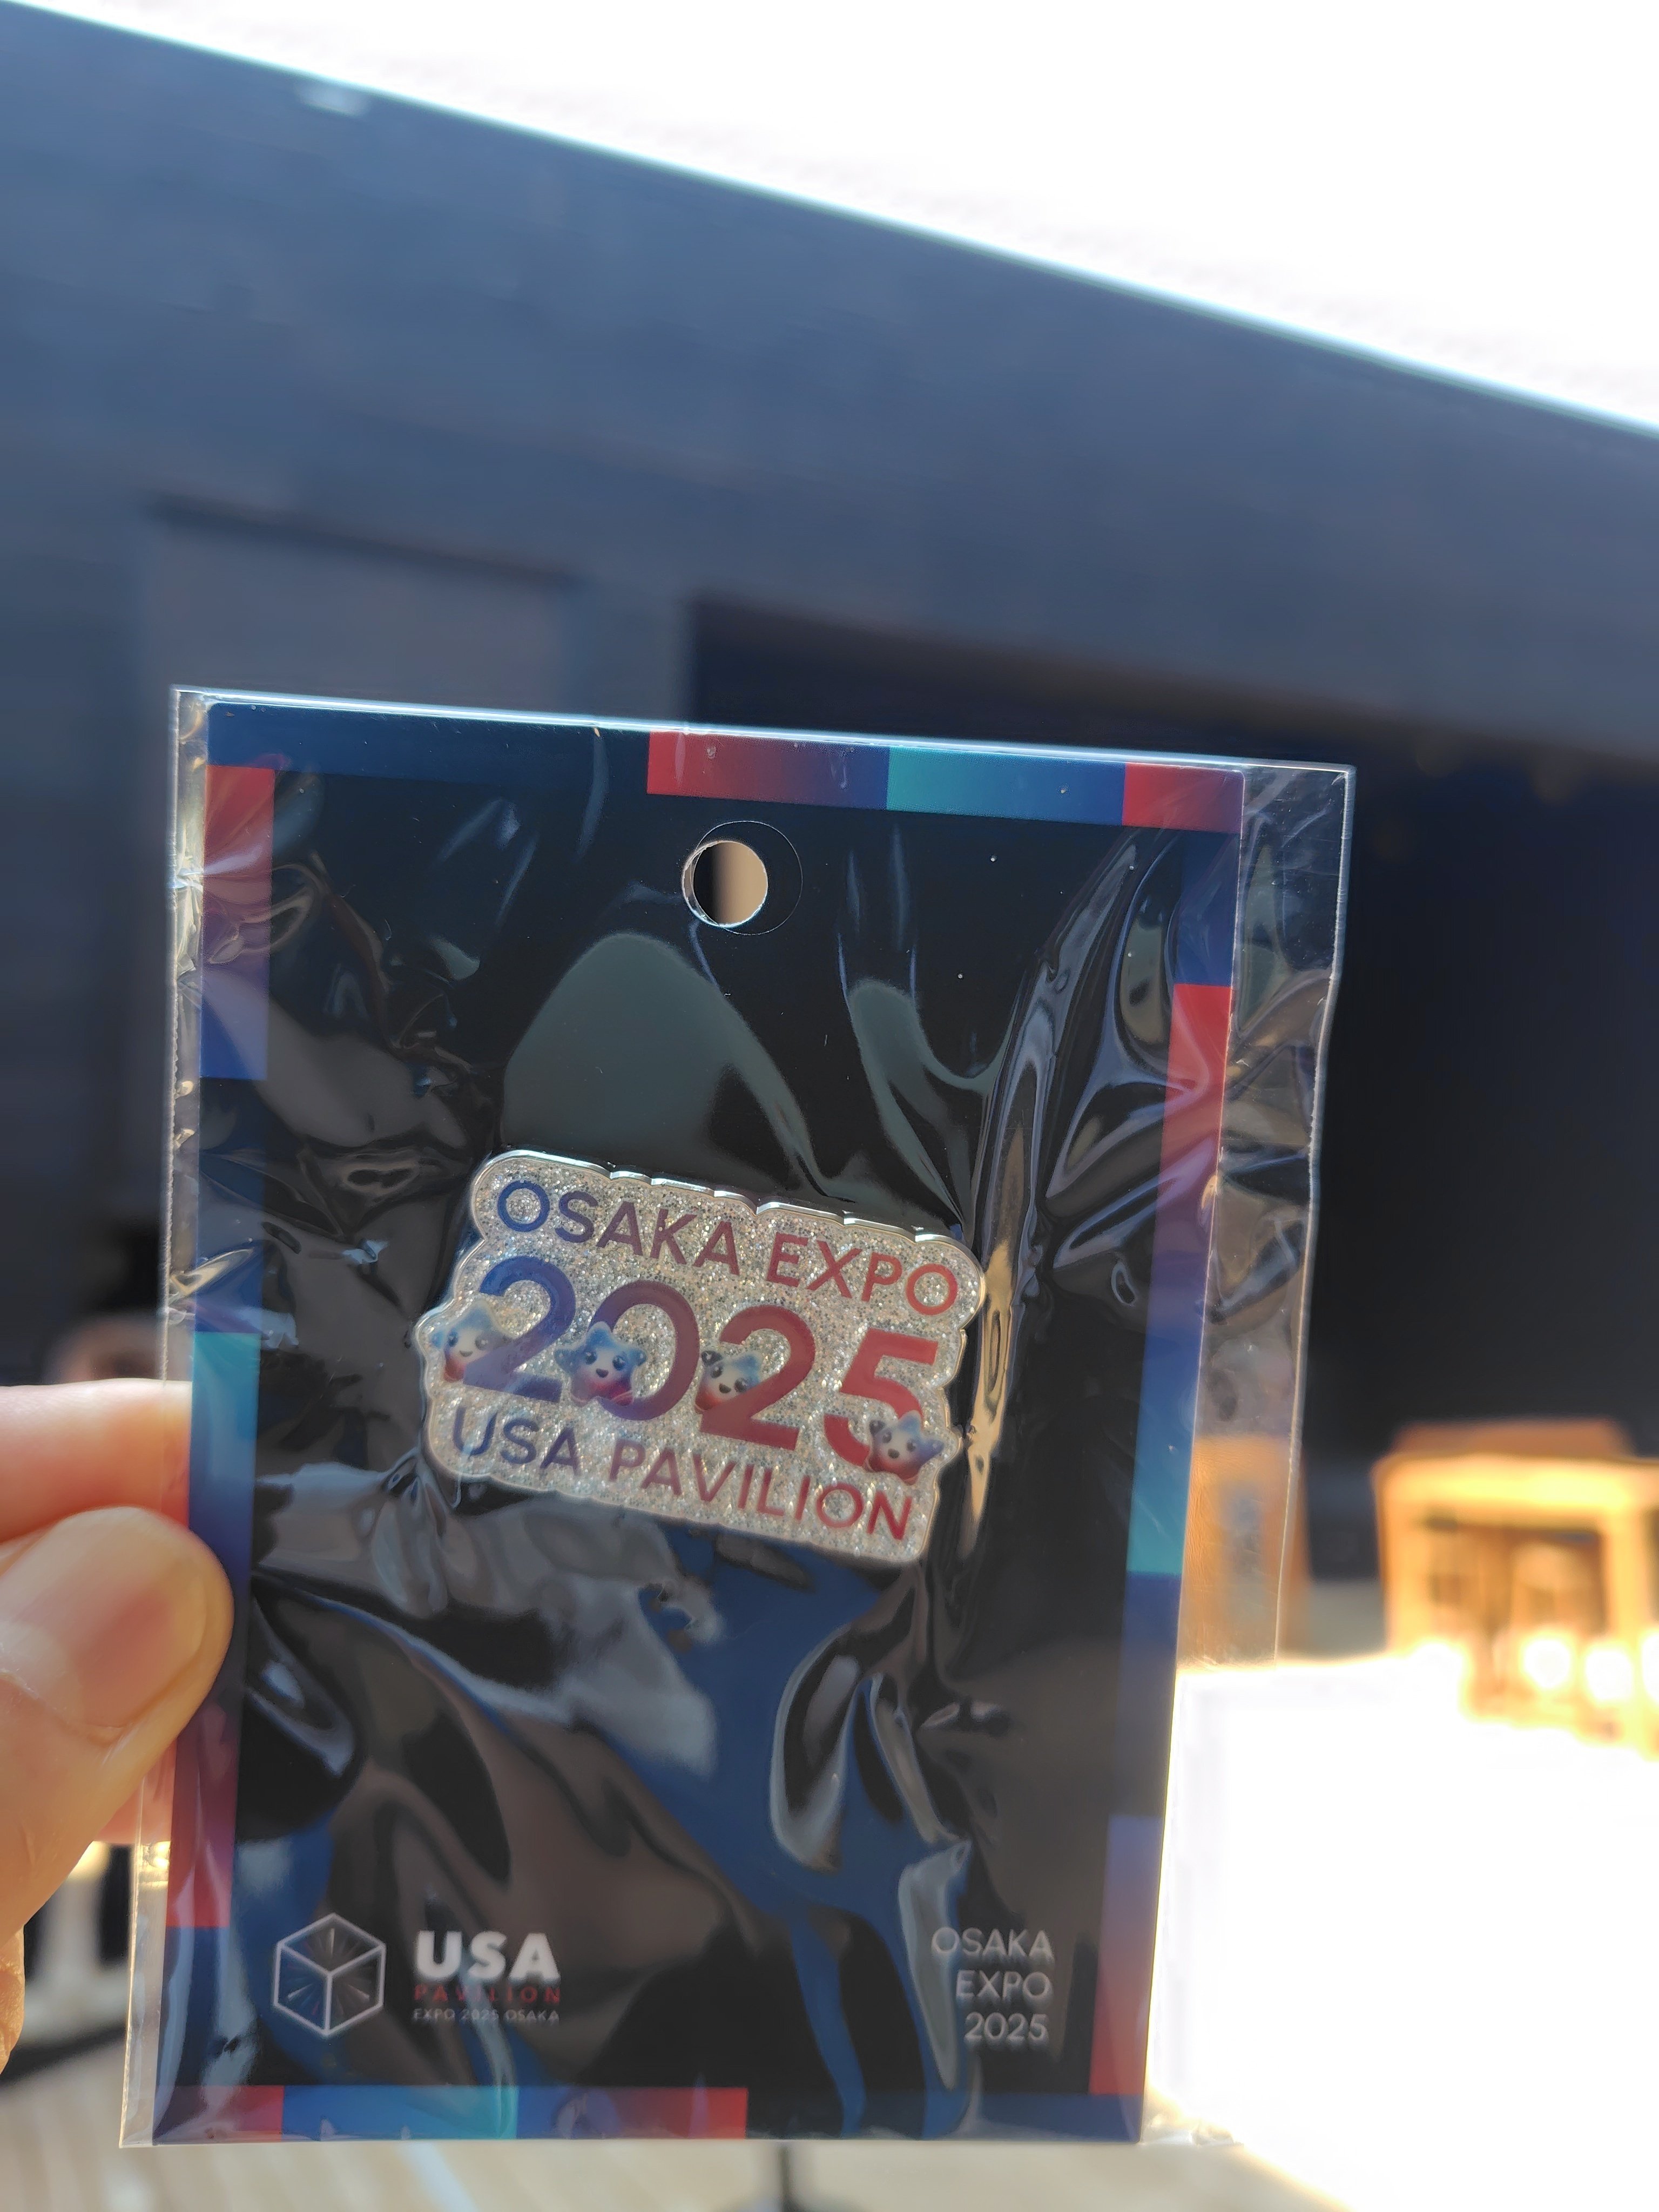 OSAKA EXPO
2025
USA PAVILION
USA
PAVILION
EXPO 2025 OSAKA
OSAKA
EXPO
2025